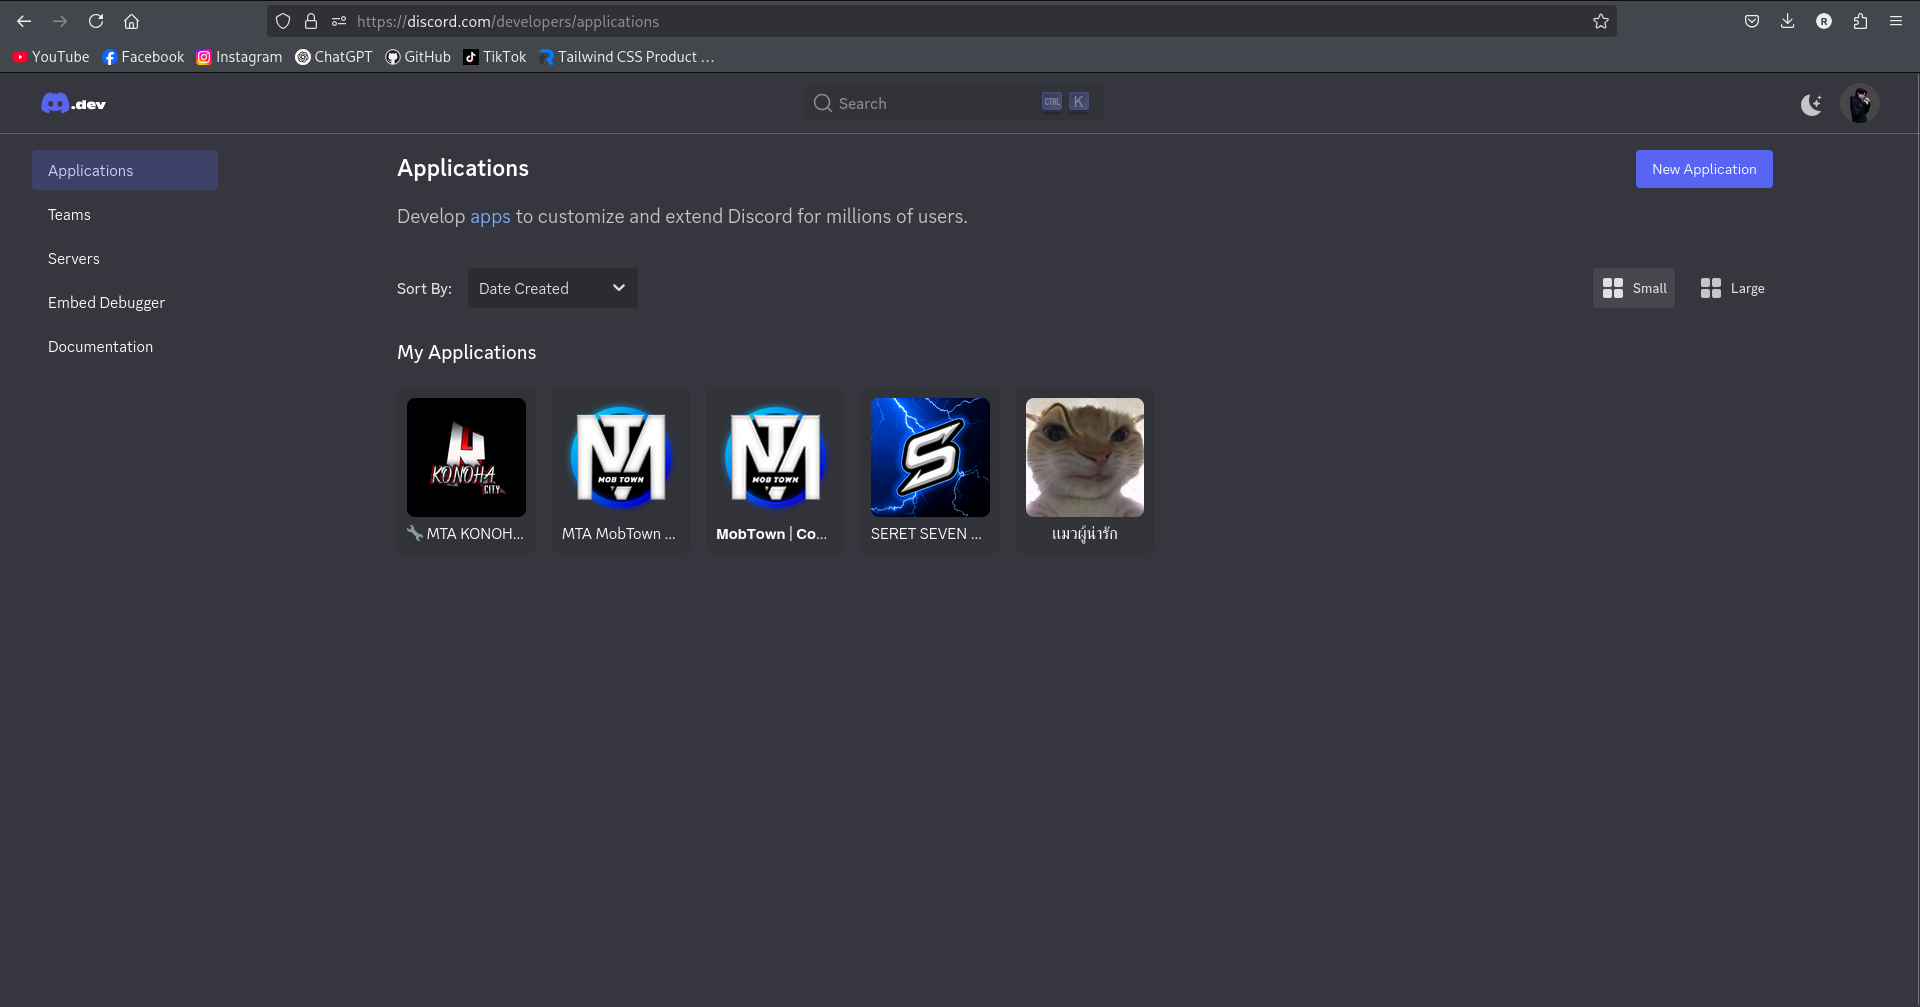 https://discord.com/developers/applications
YouTube Facebook Instagram ChatGPT GitHub TikTok Tailwind CSS Product ...
.dev
Search
CTRL K
Applications
Teams
Servers
Embed Debugger
Documentation
Applications
New Application
Develop apps to customize and extend Discord for millions of users.
Sort By: Date Created
Small Large
My Applications
KONOHA
CITY
🔧 MTA KONOH...
MOB TOWN
MTA MobTown ...
MOB TOWN
MobTown | Co...
S
SERET SEVEN ...
แมวผู้น่ารัก